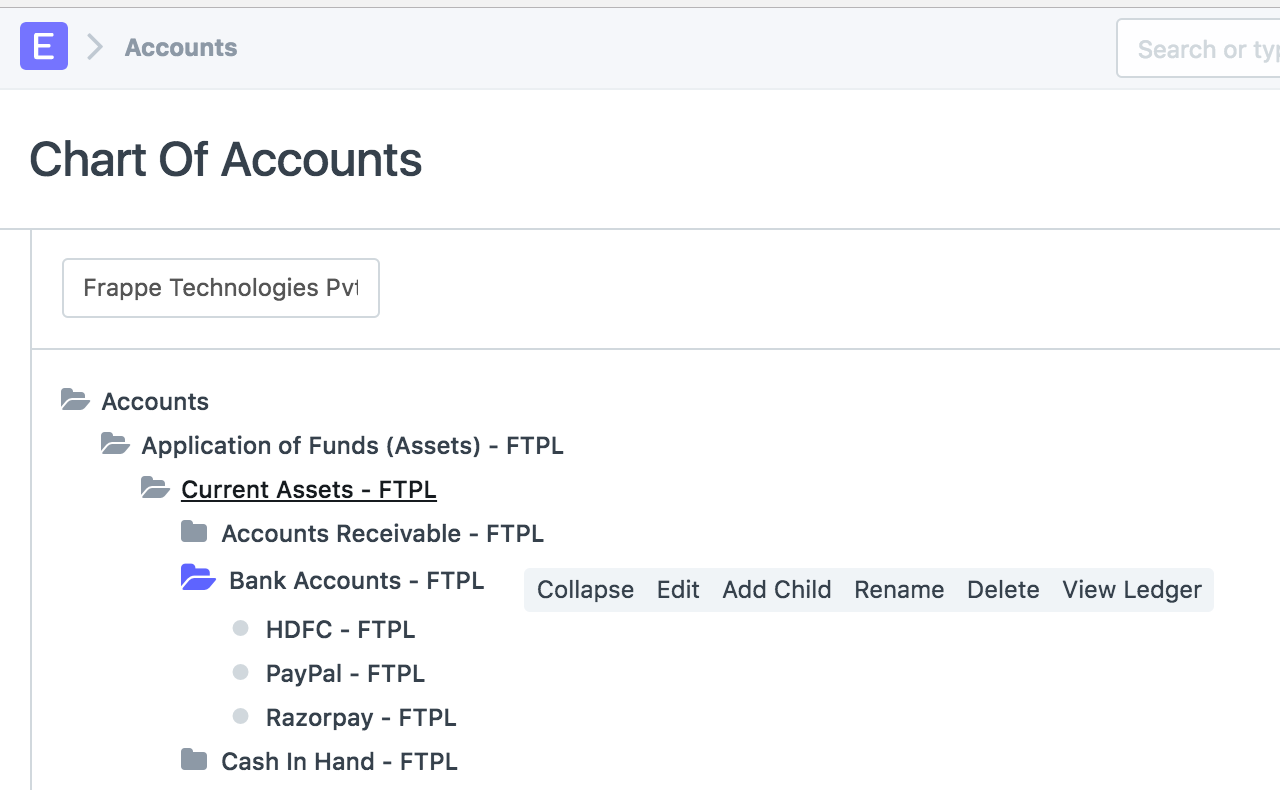 E Accounts Search or typ
Chart Of Accounts
Frappe Technologies Pvt
Accounts
Application of Funds (Assets) - FTPL
Current Assets - FTPL
Accounts Receivable - FTPL
Bank Accounts - FTPL Collapse Edit Add Child Rename Delete View Ledger
HDFC - FTPL
PayPal - FTPL
Razorpay - FTPL
Cash In Hand - FTPL